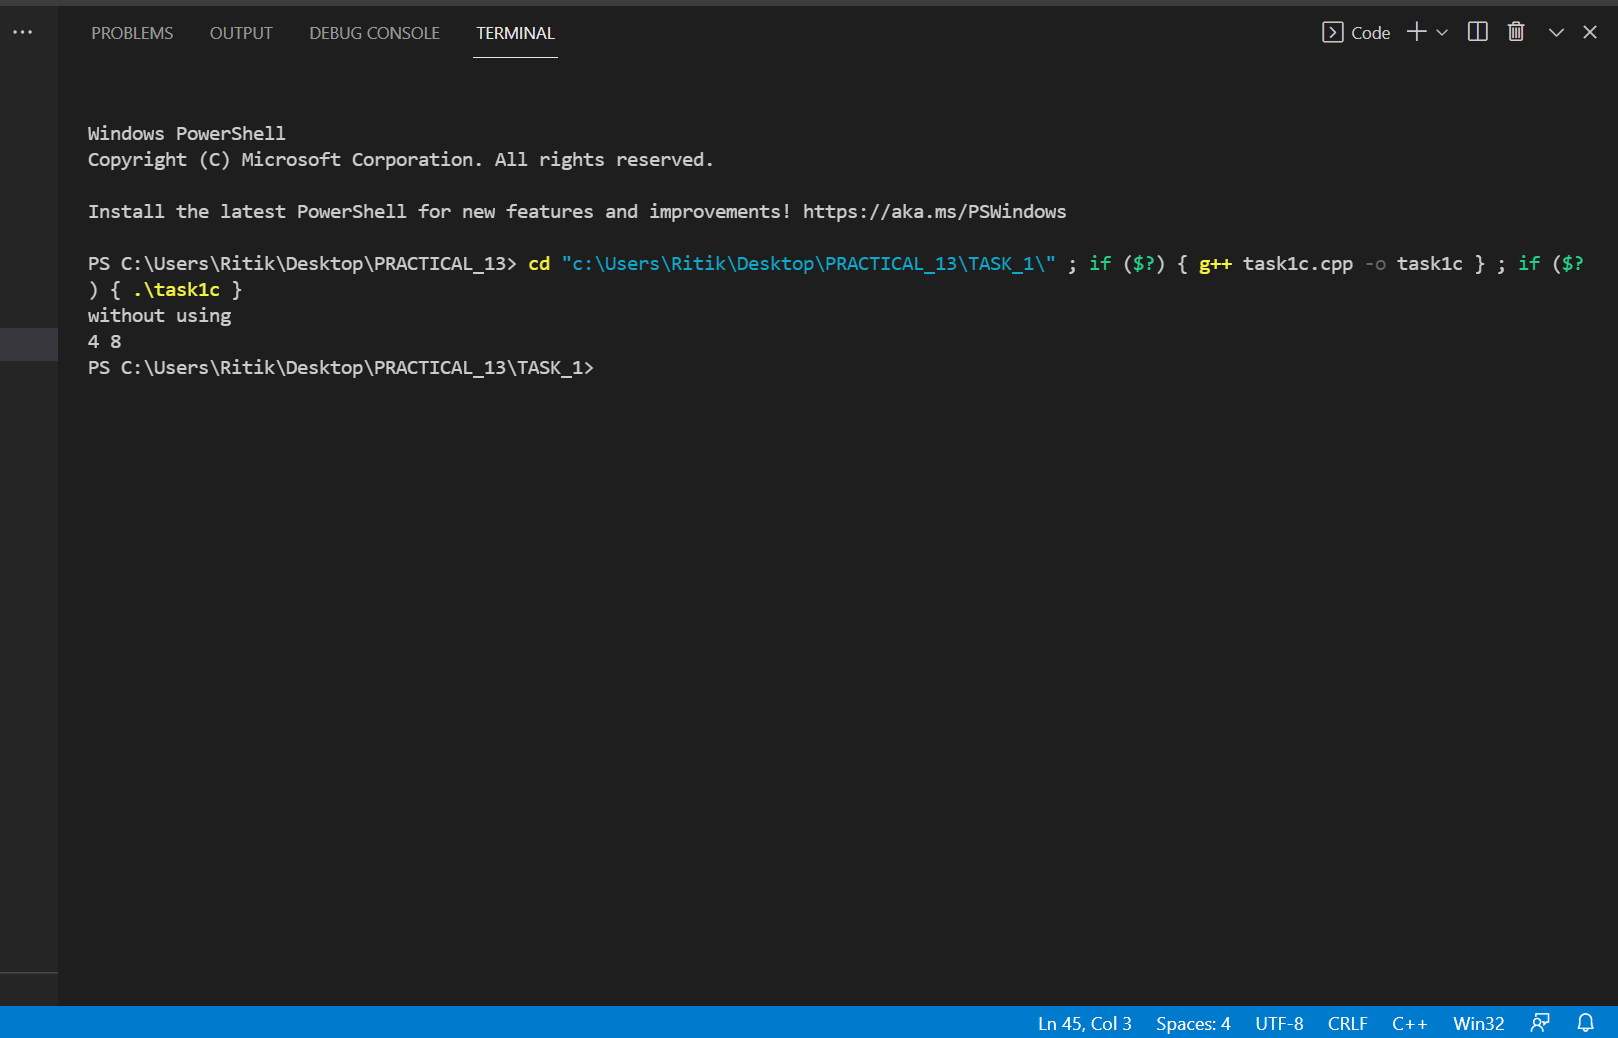 PROBLEMS OUTPUT DEBUG CONSOLE TERMINAL Code
Windows PowerShell
Copyright (C) Microsoft Corporation. All rights reserved.
Install the latest PowerShell for new features and improvements! https://aka.ms/PSWindows
PS C:\Users\Ritik\Desktop\PRACTICAL_13> cd "c:\Users\Ritik\Desktop\PRACTICAL_13\TASK_1\" ; if ($?) { g++ task1c.cpp -o task1c } ; if ($?
) { .\task1c }
without using
4 8
PS C:\Users\Ritik\Desktop\PRACTICAL_13\TASK_1>
Ln 45, Col 3 Spaces: 4 UTF-8 CRLF C++ Win32